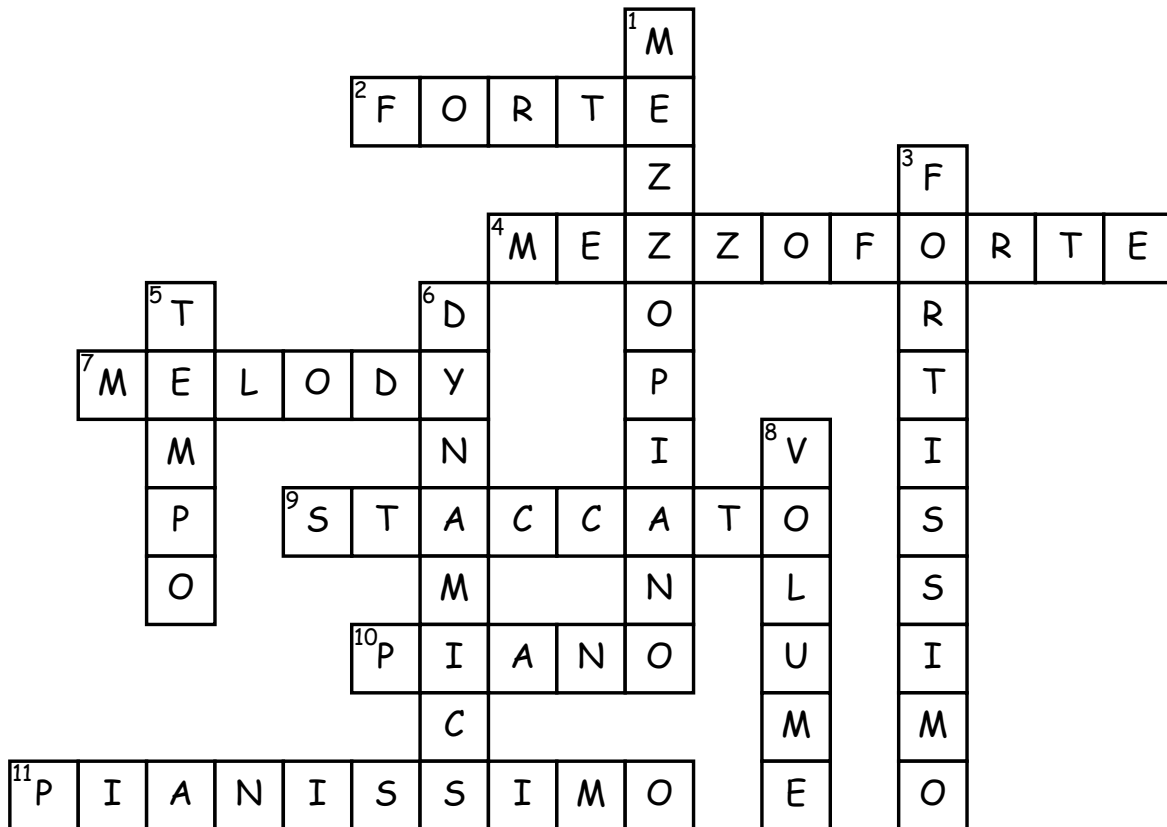 1 M
2 F O R T E
Z 3 F
4 M E Z Z O F O R T E
5 T 6 D O R
7 M E L O D Y P T
M N I 8 V I
P 9 S T A C C A T O S
O M N L S
10 P I A N O U I
C M M
11 P I A N I S S I M O E O